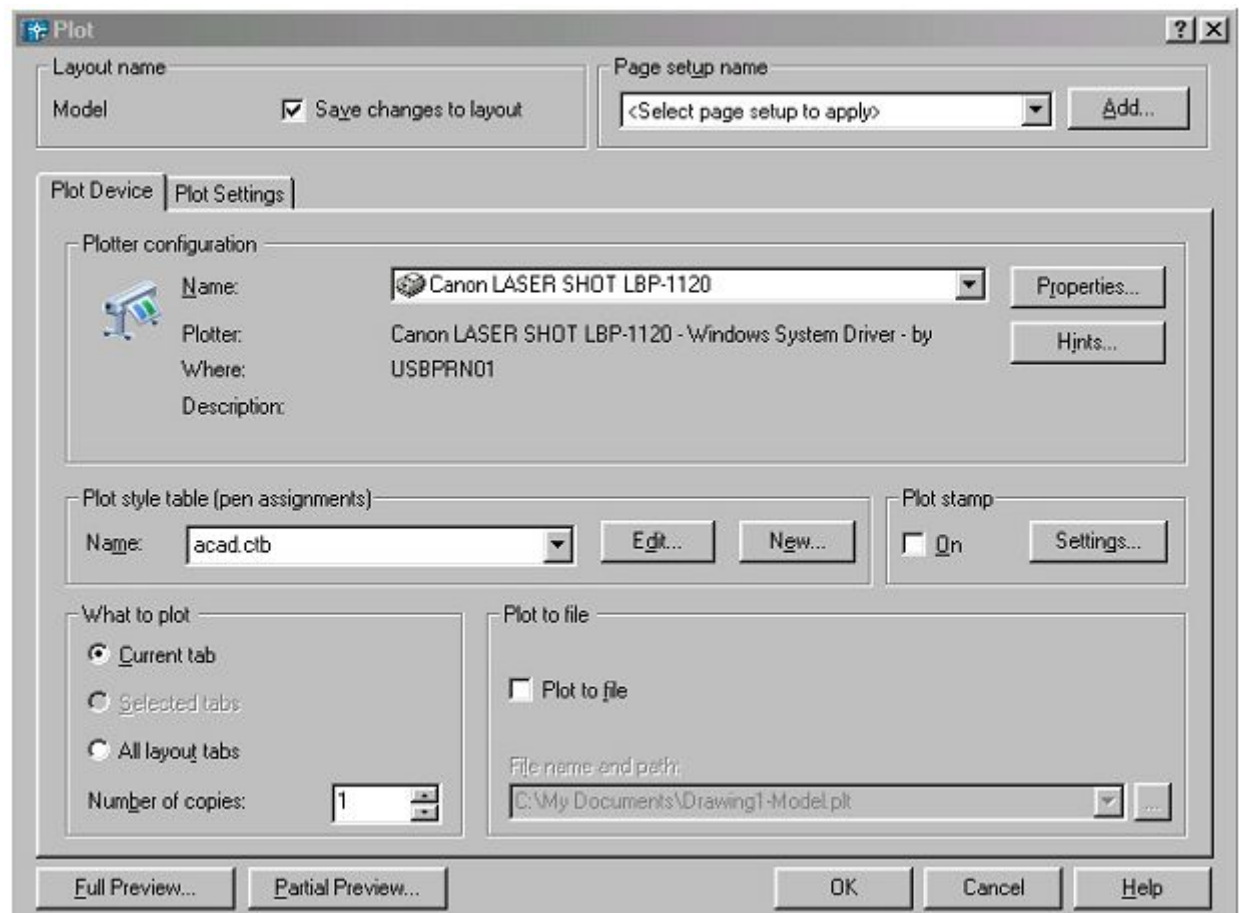 Plot
Layout name
Model
Save changes to layout
Page setup name
<Select page setup to apply>
Add...
Plot Device
Plot Settings
Plotter configuration
Name:
Canon LASER SHOT LBP-1120
Properties...
Plotter:
Canon LASER SHOT LBP-1120 - Windows System Driver - by
Hints...
Where:
USBPRN01
Description:
Plot style table (pen assignments)
Name:
acad.ctb
Edit...
New...
Plot stamp
On
Settings...
What to plot
Current tab
Selected tabs
All layout tabs
Number of copies:
1
Plot to file
Plot to file
File name and path:
C:\My Documents\Drawing1-Model.plt
...
Full Preview...
Partial Preview...
OK
Cancel
Help